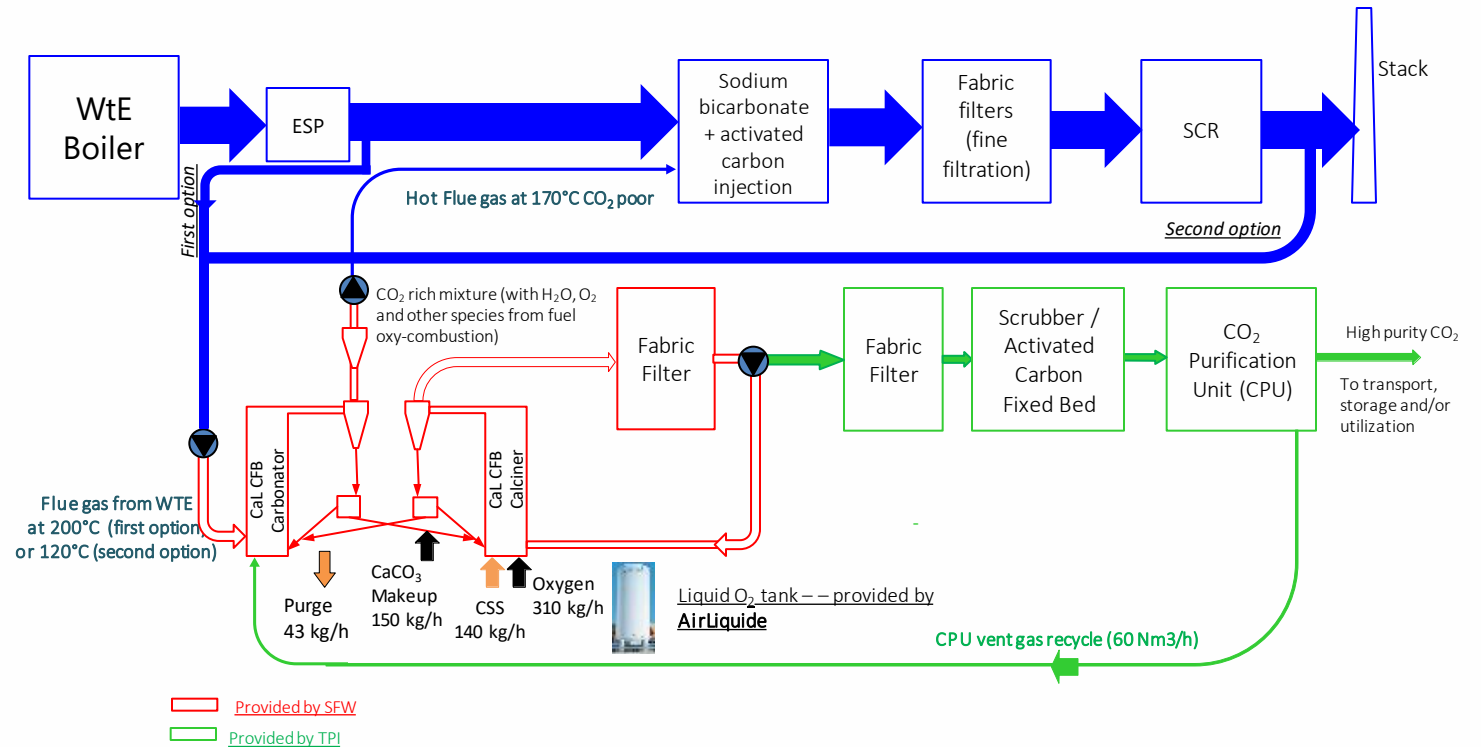 WtE
Boiler
ESP
Sodium
bicarbonate
+ activated
carbon
injection
Fabric
filters
(fine
filtration)
SCR
Stack
First option
Hot Flue gas at 170°C CO₂ poor
Second option
CO₂ rich mixture (with H₂O, O₂
and other species from fuel
oxy-combustion)
Fabric
Filter
Fabric
Filter
Scrubber /
Activated
Carbon
Fixed Bed
CO₂
Purification
Unit (CPU)
High purity CO₂
To transport,
storage and/or
utilization
CaL CFB
Carbonator
CaL CFB
Calciner
Flue gas from WTE
at 200°C (first option)
or 120°C (second option)
Purge
43 kg/h
CaCO₃
Makeup
150 kg/h
CSS
140 kg/h
Oxygen
310 kg/h
Liquid O₂ tank – – provided by
AirLiquide
CPU vent gas recycle (60 Nm3/h)
Provided by SFW
Provided by TPI